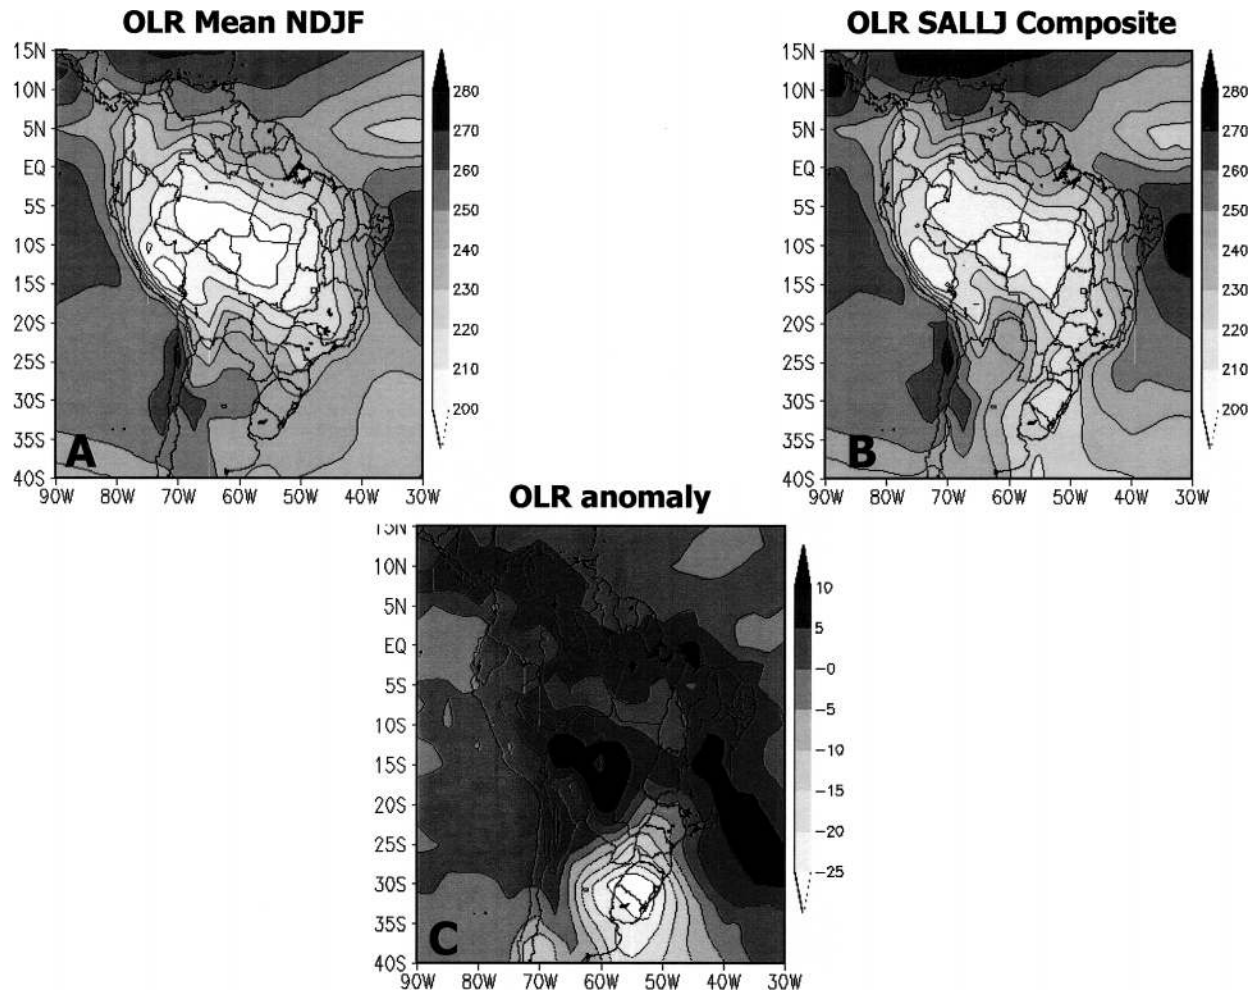 OLR Mean NDJF
15N
10N
5N
EQ
5S
10S
15S
20S
25S
30S
35S
40S
90W 80W 70W 60W 50W 40W 30W
280
270
260
250
240
230
220
210
200
A
OLR SALLJ Composite
15N
10N
5N
EQ
5S
10S
15S
20S
25S
30S
35S
40S
90W 80W 70W 60W 50W 40W 30W
280
270
260
250
240
230
220
210
200
B
OLR anomaly
15N
10N
5N
EQ
5S
10S
15S
20S
25S
30S
35S
40S
90W 80W 70W 60W 50W 40W 30W
10
5
-0
-5
-10
-15
-20
-25
C